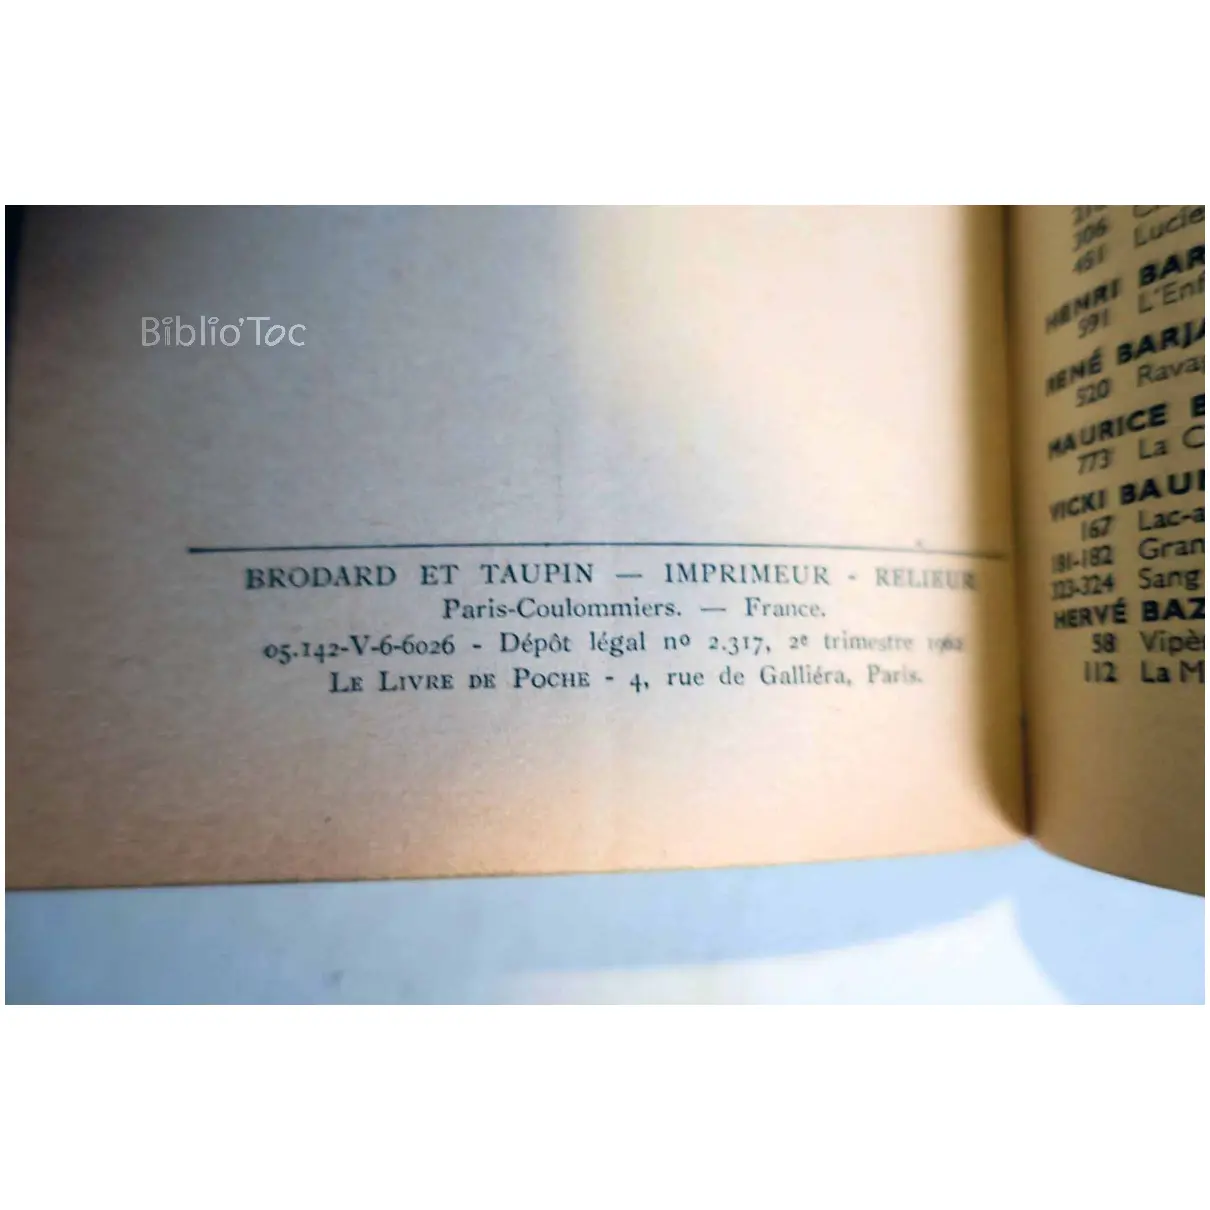 Biblio'Toc
BRODARD ET TAUPIN — IMPRIMEUR - RELIEUR
Paris-Coulommiers. — France.
05.142-V-6-6026 - Dépôt légal nº 2.317, 2e trimestre 1962
LE LIVRE DE POCHE - 4, rue de Galliéra, Paris.
306
451 Lucie
HENRI BAR
591 L'Enf
RENÉ BARJA
520 Rava
MAURICE B
773 La C
VICKI BAU
167 Lac-a
181-182 Gran
323-324 Sang
HERVÉ BAZ
58 Vipè
112 La M